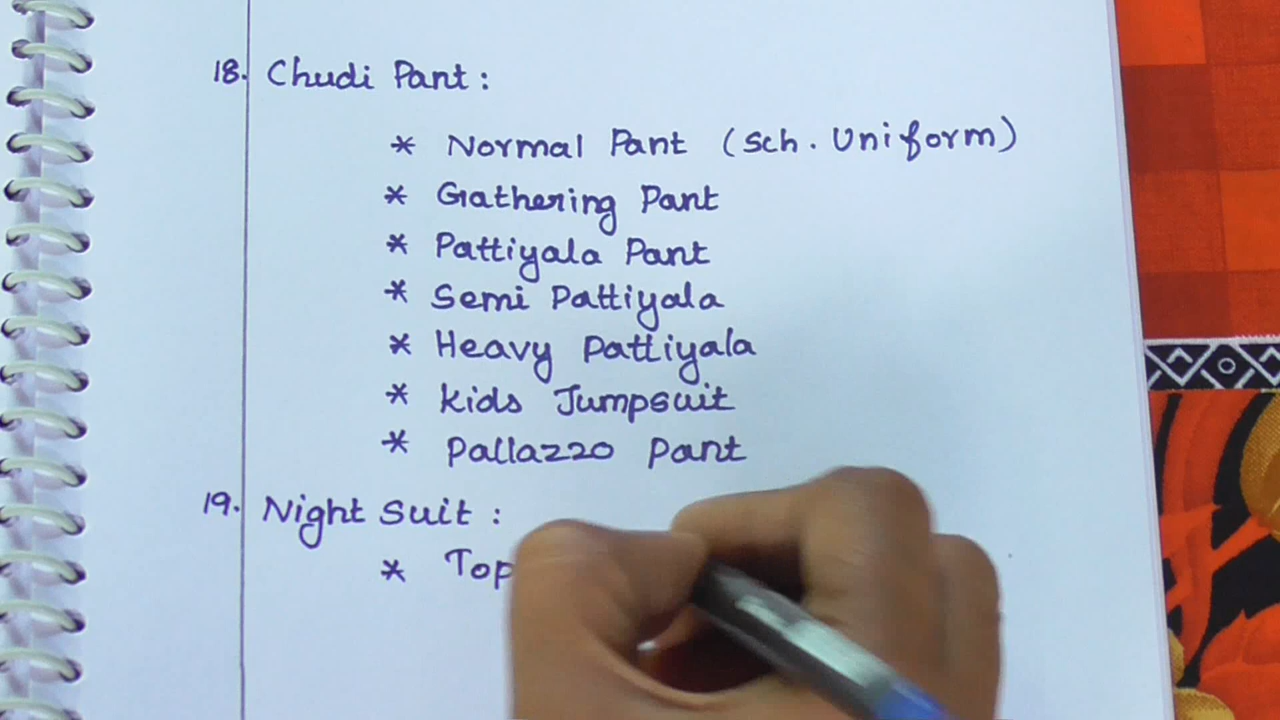 18. Chudi Pant :
* Normal Pant (Sch. Uniform)
* Gathering Pant
* Pattiyala Pant
* Semi Pattiyala
* Heavy Pattiyala
* Kids Jumpsuit
* Pallazzo Pant
19. Night Suit :
* Top